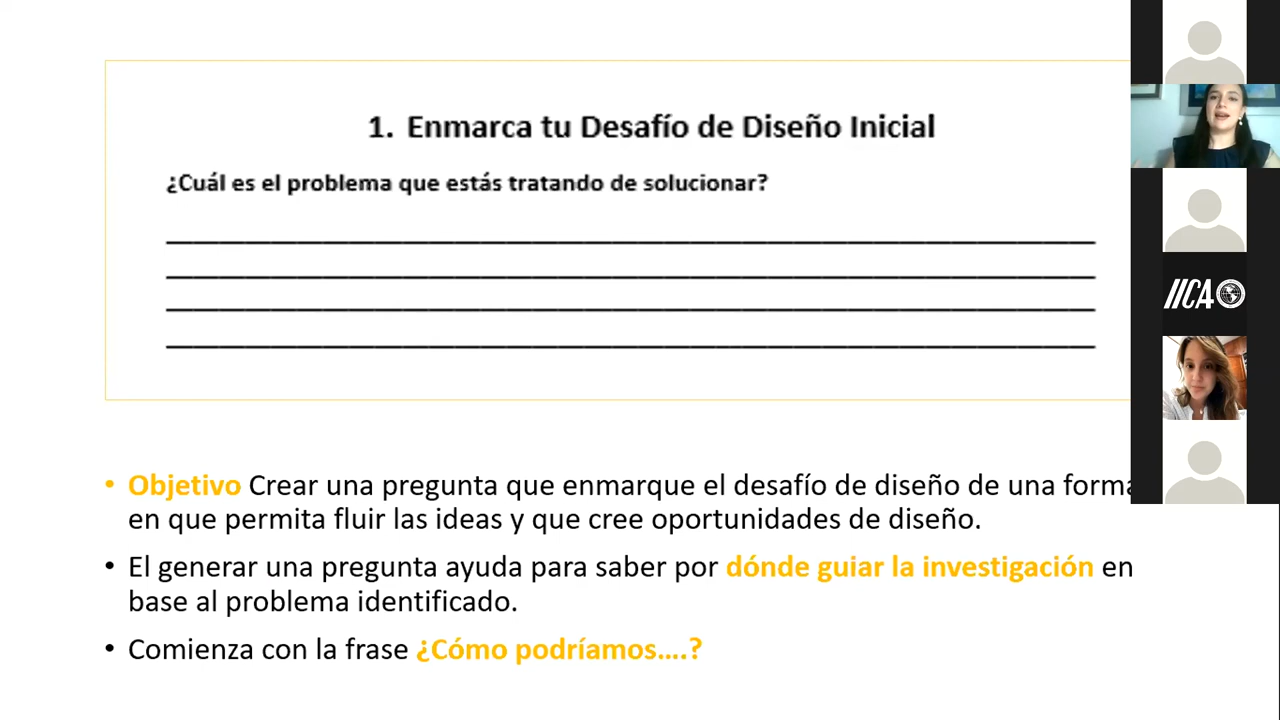 1. Enmarca tu Desafío de Diseño Inicial
¿Cuál es el problema que estás tratando de solucionar?
IICA
• Objetivo Crear una pregunta que enmarque el desafío de diseño de una forma
en que permita fluir las ideas y que cree oportunidades de diseño.
• El generar una pregunta ayuda para saber por dónde guiar la investigación en
base al problema identificado.
• Comienza con la frase ¿Cómo podríamos....?